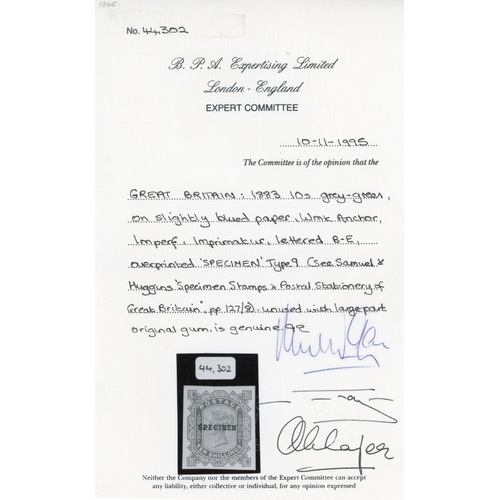 1306
No. 44,302
B. P. A. Expertising Limited
London - England
EXPERT COMMITTEE
10-11-1995
The Committee is of the opinion that the
GREAT BRITAIN: 1883 10s grey-green,
on slightly blued paper, Wmk Anchor,
Imperf. Imprimatur, lettered B-E,
overprinted 'SPECIMEN' Type 9 (see Samuel &
Huggins 'Specimen Stamps & Postal Stationery of
Great Britain', pp. 127/8), unused with large part
original gum, is genuine.
44,302
POSTAGE
SPECIMEN
TEN SHILLINGS
Neither the Company nor the members of the Expert Committee can accept
any liability, either collective or individual, for any opinion expressed